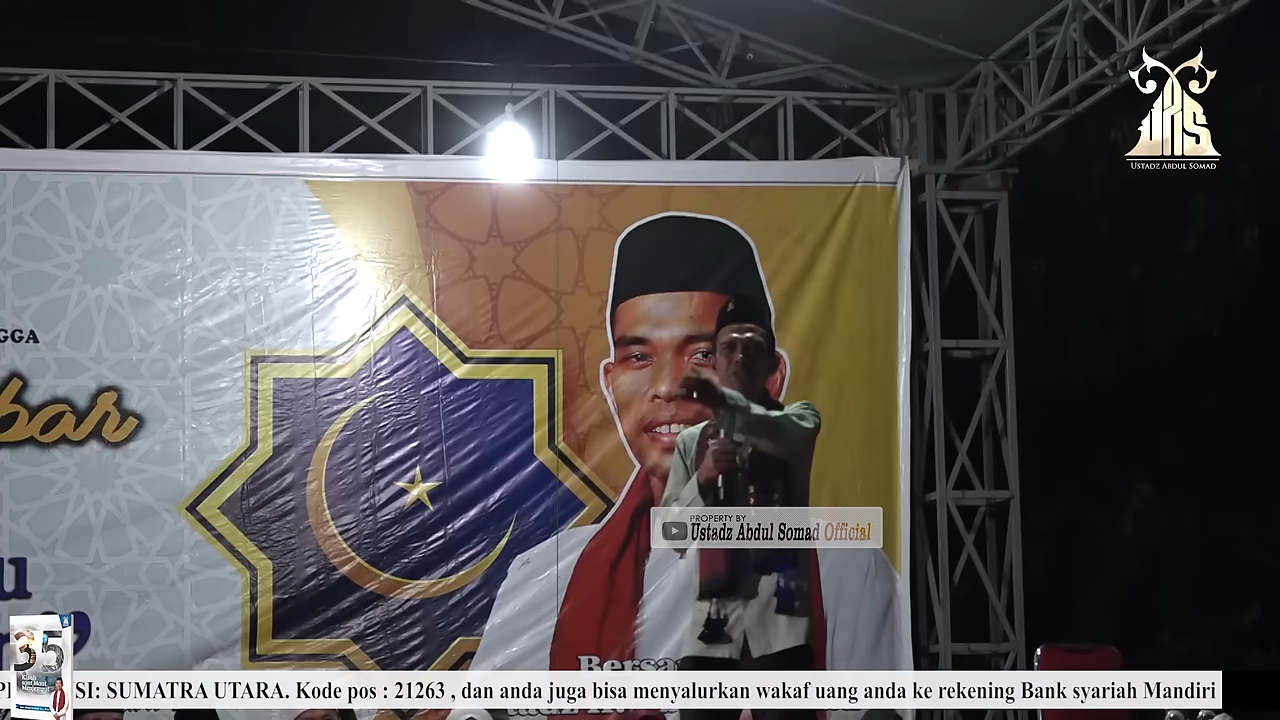 UAS
USTADZ ABDUL SOMAD
GGA
bar
u
PROPERTY BY
Ustadz Abdul Somad Official
Bersa
35
SI: SUMATRA UTARA. Kode pos : 21263 , dan anda juga bisa menyalurkan wakaf uang anda ke rekening Bank syariah Mandiri